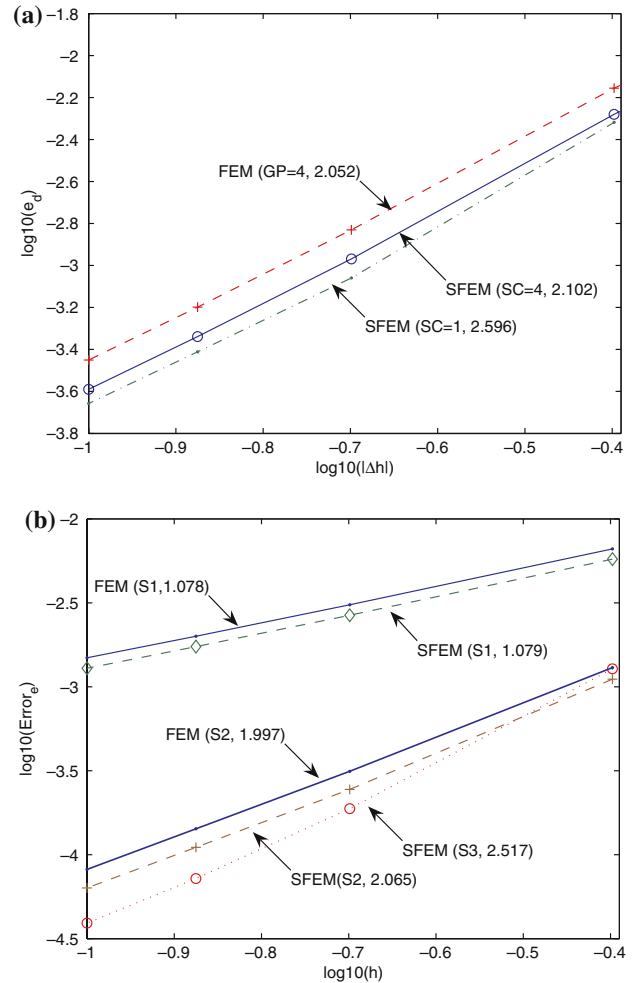 (a)
−1.8
−2
−2.2
−2.4
−2.6
−2.8
−3
−3.2
−3.4
−3.6
−3.8
log10(e_d)
FEM (GP=4, 2.052)
SFEM (SC=4, 2.102)
SFEM (SC=1, 2.596)
−1 −0.9 −0.8 −0.7 −0.6 −0.5 −0.4
log10(|Δh|)
(b)
−2
−2.5
−3
−3.5
−4
−4.5
log10(Error_e)
FEM (S1,1.078)
SFEM (S1, 1.079)
FEM (S2, 1.997)
SFEM (S3, 2.517)
SFEM(S2, 2.065)
−1 −0.9 −0.8 −0.7 −0.6 −0.5 −0.4
log10(h)